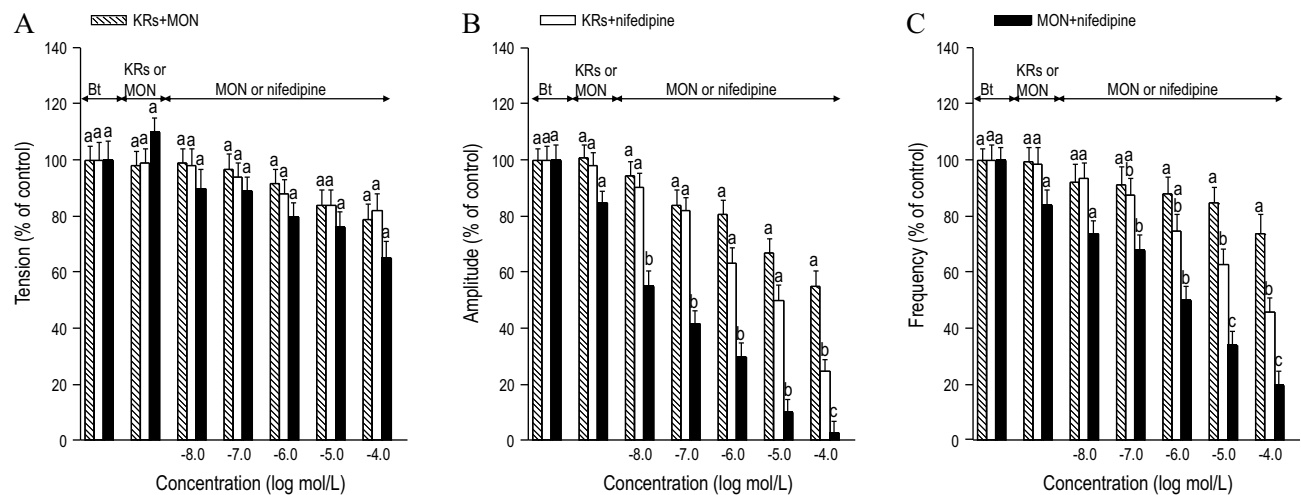 A
KRs+MON
Tension (% of control)
140
120
100
80
60
40
20
0
Bt
KRs or
MON
MON or nifedipine
a a a
a a a
a a a
a a a
a a a
a a a
a a a
-8.0 -7.0 -6.0 -5.0 -4.0
Concentration (log mol/L)
B
KRs+nifedipine
Amplitude (% of control)
140
120
100
80
60
40
20
0
Bt
KRs or
MON
MON or nifedipine
a a a
a a a
a a b
a a b
a a b
a a b
a b c
-8.0 -7.0 -6.0 -5.0 -4.0
Concentration (log mol/L)
C
MON+nifedipine
Frequency (% of control)
140
120
100
80
60
40
20
0
Bt
KRs or
MON
MON or nifedipine
a a a
a a a
a a a
a a
b b
a a
b b
a b c
a b c
-8.0 -7.0 -6.0 -5.0 -4.0
Concentration (log mol/L)